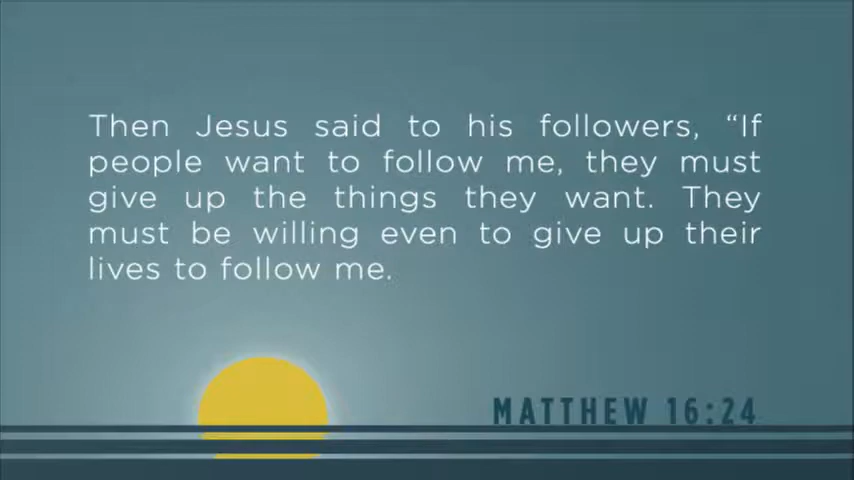 Then Jesus said to his followers, “If
people want to follow me, they must
give up the things they want. They
must be willing even to give up their
lives to follow me.
MATTHEW 16:24